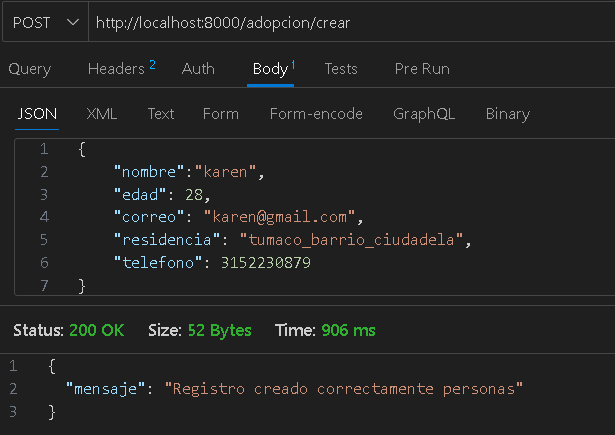 POST http://localhost:8000/adopcion/crear
Query Headers 2 Auth Body 1 Tests Pre Run
JSON XML Text Form Form-encode GraphQL Binary
1 {
2 "nombre":"karen",
3 "edad": 28,
4 "correo": "karen@gmail.com",
5 "residencia": "tumaco_barrio_ciudadela",
6 "telefono": 3152230879
7 }
Status: 200 OK Size: 52 Bytes Time: 906 ms
1 {
2 "mensaje": "Registro creado correctamente personas"
3 }